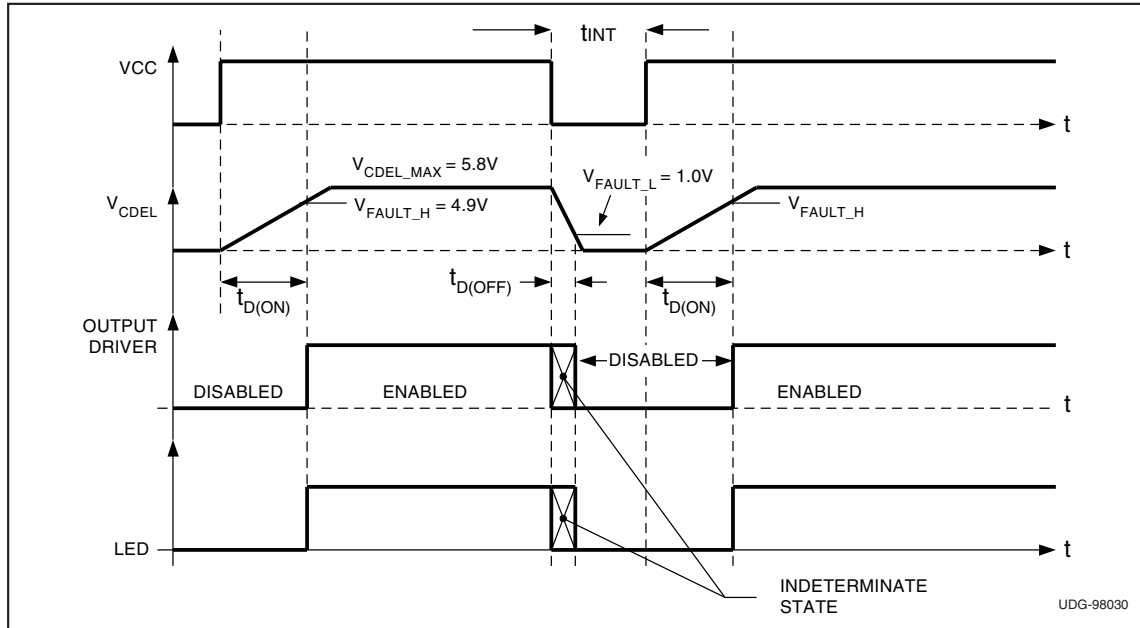 tINT
VCC
t
VCDEL_MAX = 5.8V
VFAULT_L = 1.0V
VCDEL
VFAULT_H = 4.9V
VFAULT_H
t
tD(ON)
tD(OFF)
tD(ON)
OUTPUT
DRIVER
DISABLED
DISABLED
ENABLED
ENABLED
t
LED
t
INDETERMINATE
STATE
UDG-98030